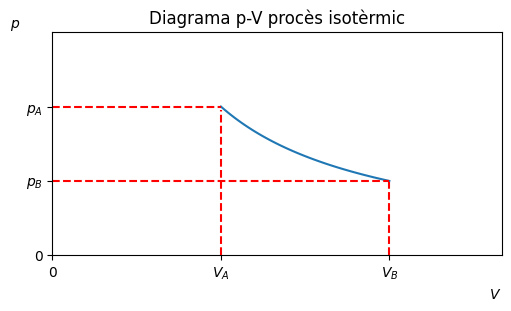 Diagrama p-V procès isotèrmic
p
p_A
p_B
0
0 V_A V_B
V